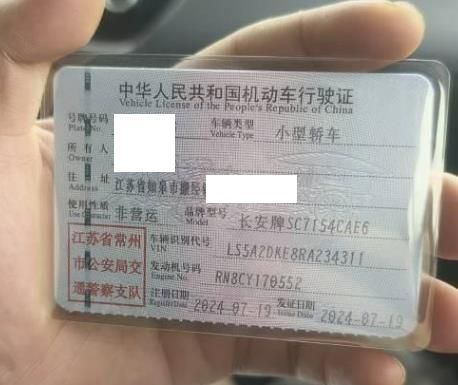 中华人民共和国机动车行驶证
Vehicle License of the People's Republic of China
号牌号码
Plate No.
车辆类型 小型轿车
Vehicle Type
所有人
Owner
住址 江苏省如皋市搬经镇
Address
使用性质 非营运 品牌型号 长安牌SC7154CAE6
Use Character Model
江苏省常州 车辆识别代号 LS5A2DKE8RA234311
VIN
市公安局交 发动机号码 RN8CY170552
Engine No.
通警察支队 注册日期 2024-07-19 发证日期 2024-07-19
Register Date Issue Date